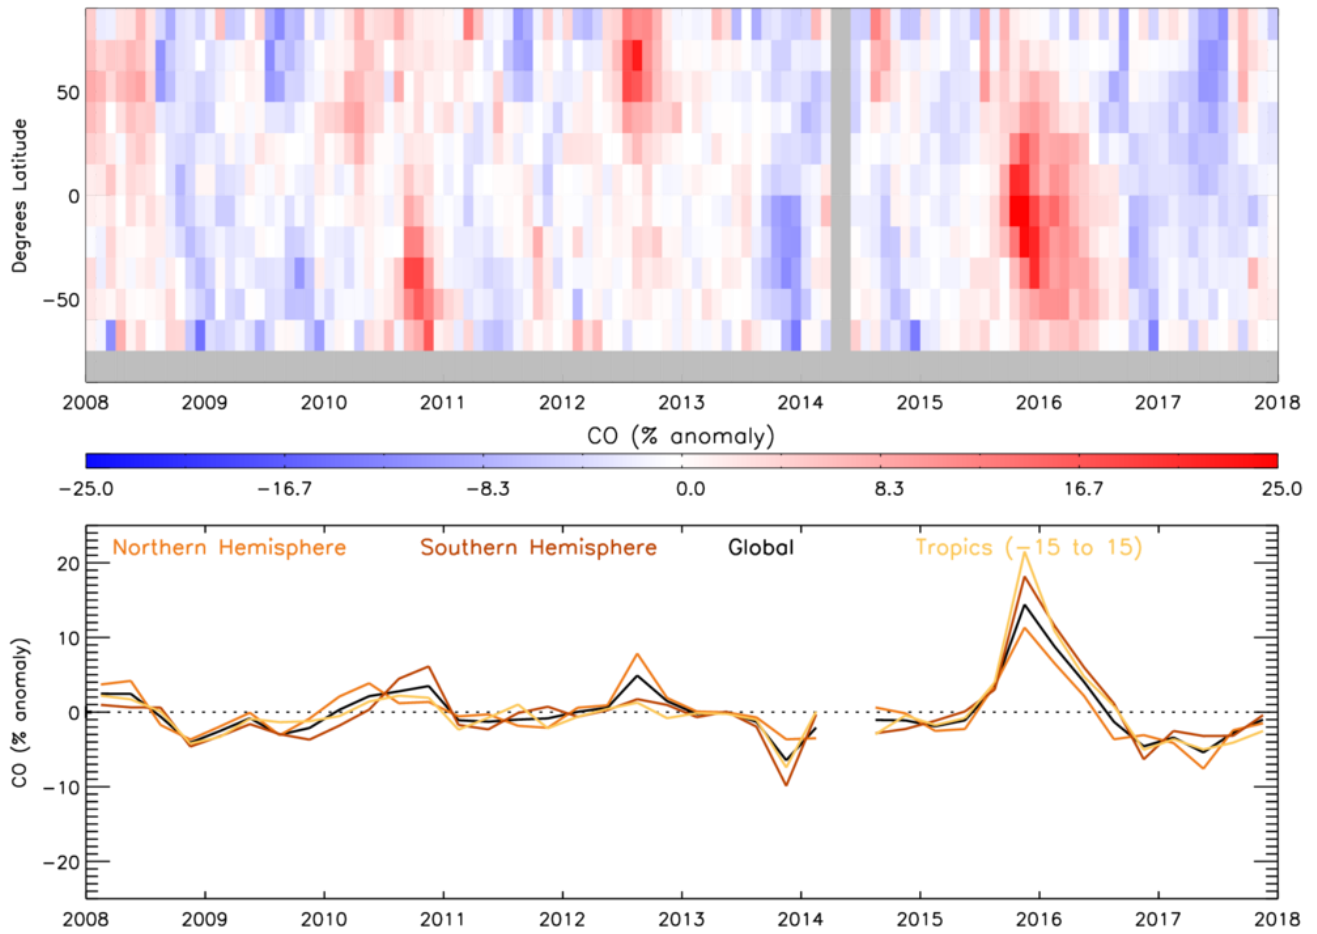 Degrees Latitude
50
0
−50
2008 2009 2010 2011 2012 2013 2014 2015 2016 2017 2018
CO (% anomaly)
−25.0 −16.7 −8.3 0.0 8.3 16.7 25.0
Northern Hemisphere Southern Hemisphere Global Tropics (−15 to 15)
CO (% anomaly)
20
10
0
−10
−20
2008 2009 2010 2011 2012 2013 2014 2015 2016 2017 2018